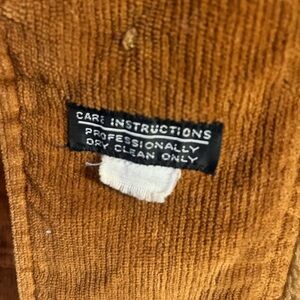 CARE INSTRUCTIONS
PROFESSIONALLY
DRY CLEAN ONLY